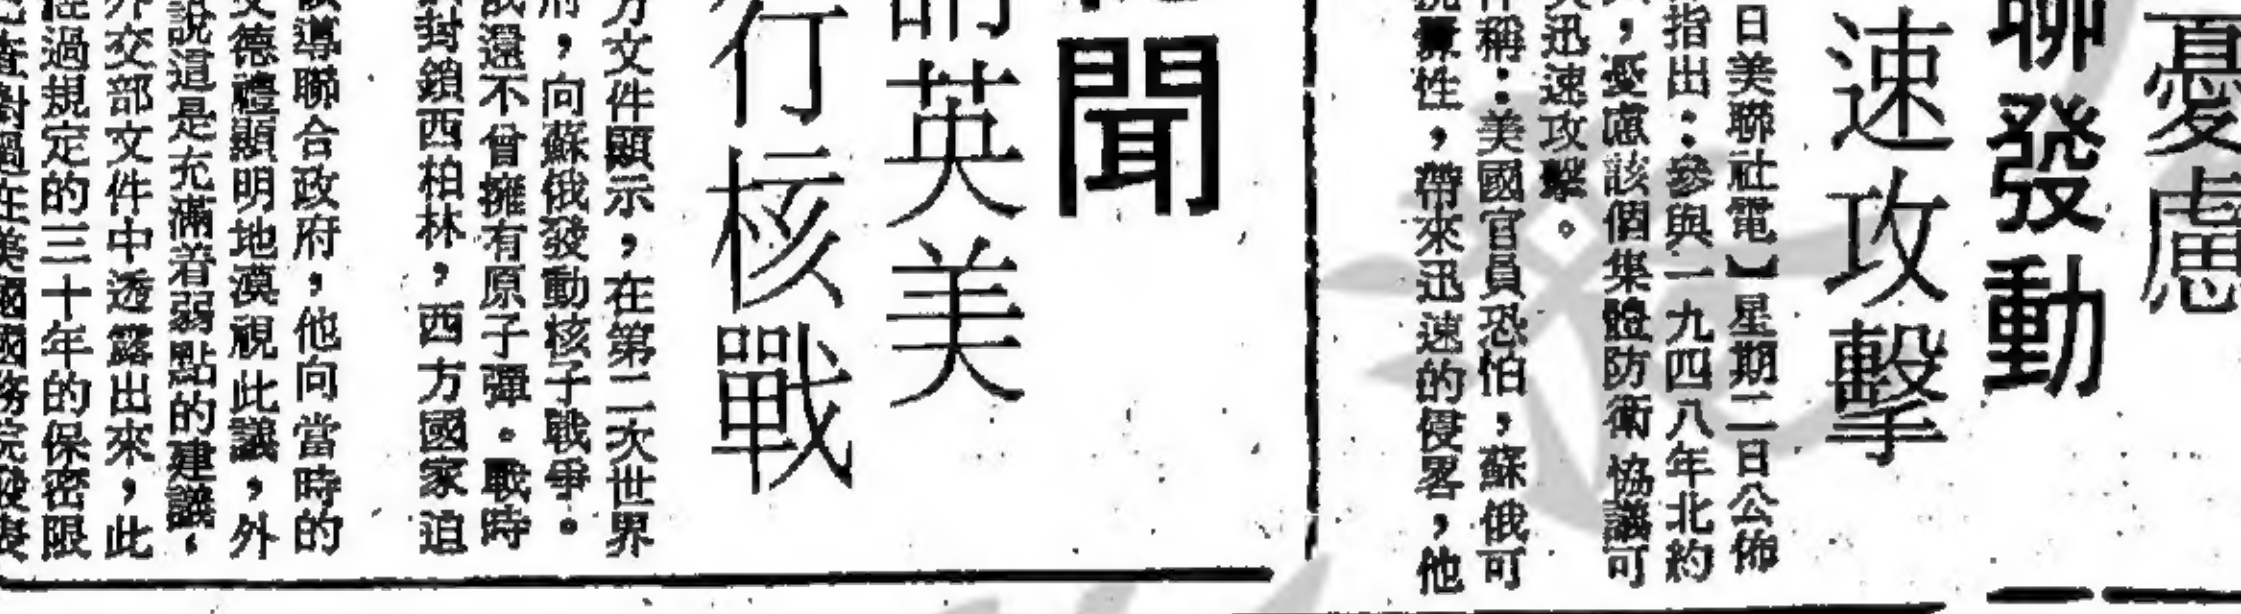 憂慮
聯發動
速攻擊
日美聯社電】星期二日公佈
指出：參與一九四八年北約
，憂慮該個集體防衛協議可
迅速攻擊。
稱：美國官員恐怕，蘇俄可
算性，帶來迅速的侵畧，他
聞
英美
行核戰
方文件顯示，在第二次世界
府，向蘇俄發動核子戰爭。
還不曾擁有原子彈。戰時
封鎖西柏林，西方國家迫
導聯合政府，他向當時的
德禮顯明地漠視此議，外
說這是充滿着弱點的建議，
外交部文件中透露出來，此
過規定的三十年的保密限
在美國國務院